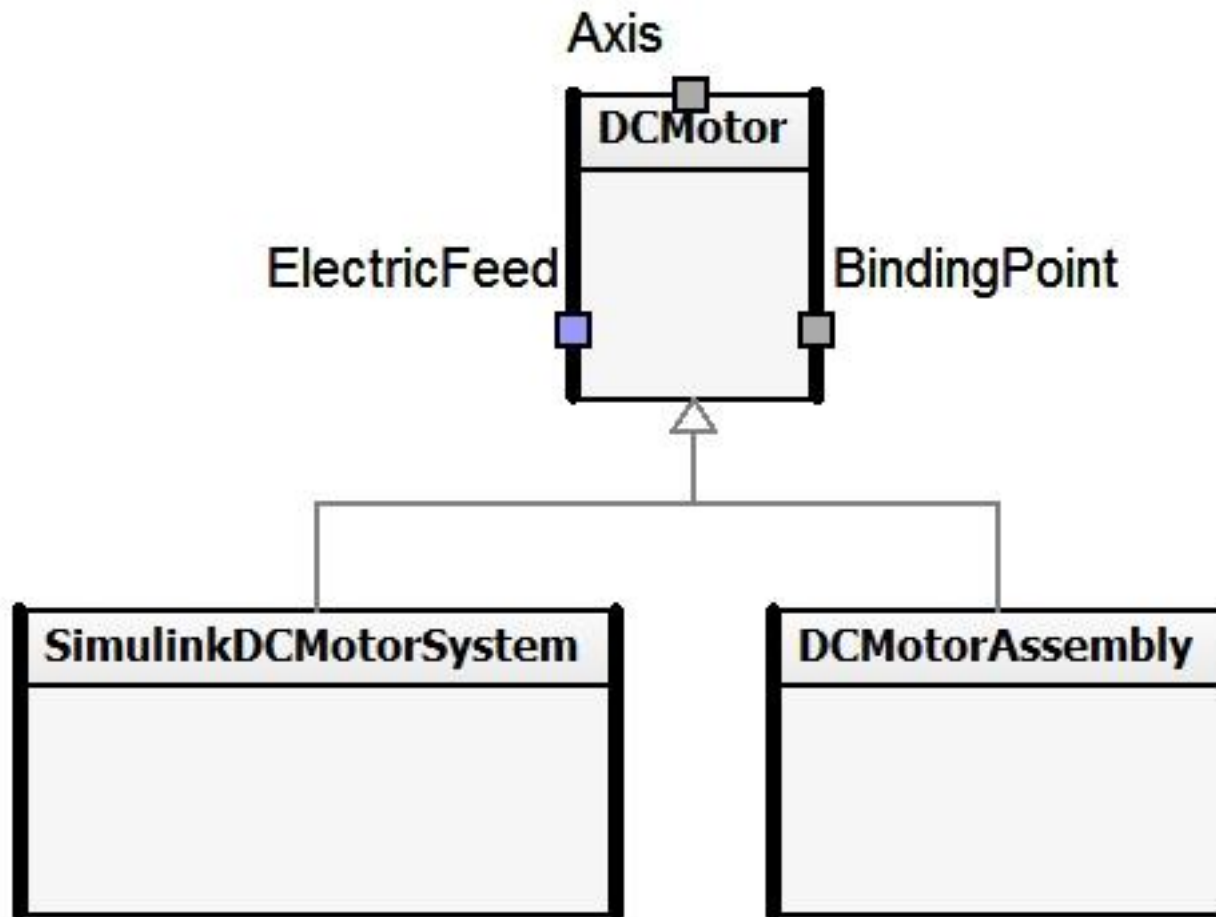 Axis
DCMotor
ElectricFeed
BindingPoint
SimulinkDCMotorSystem
DCMotorAssembly